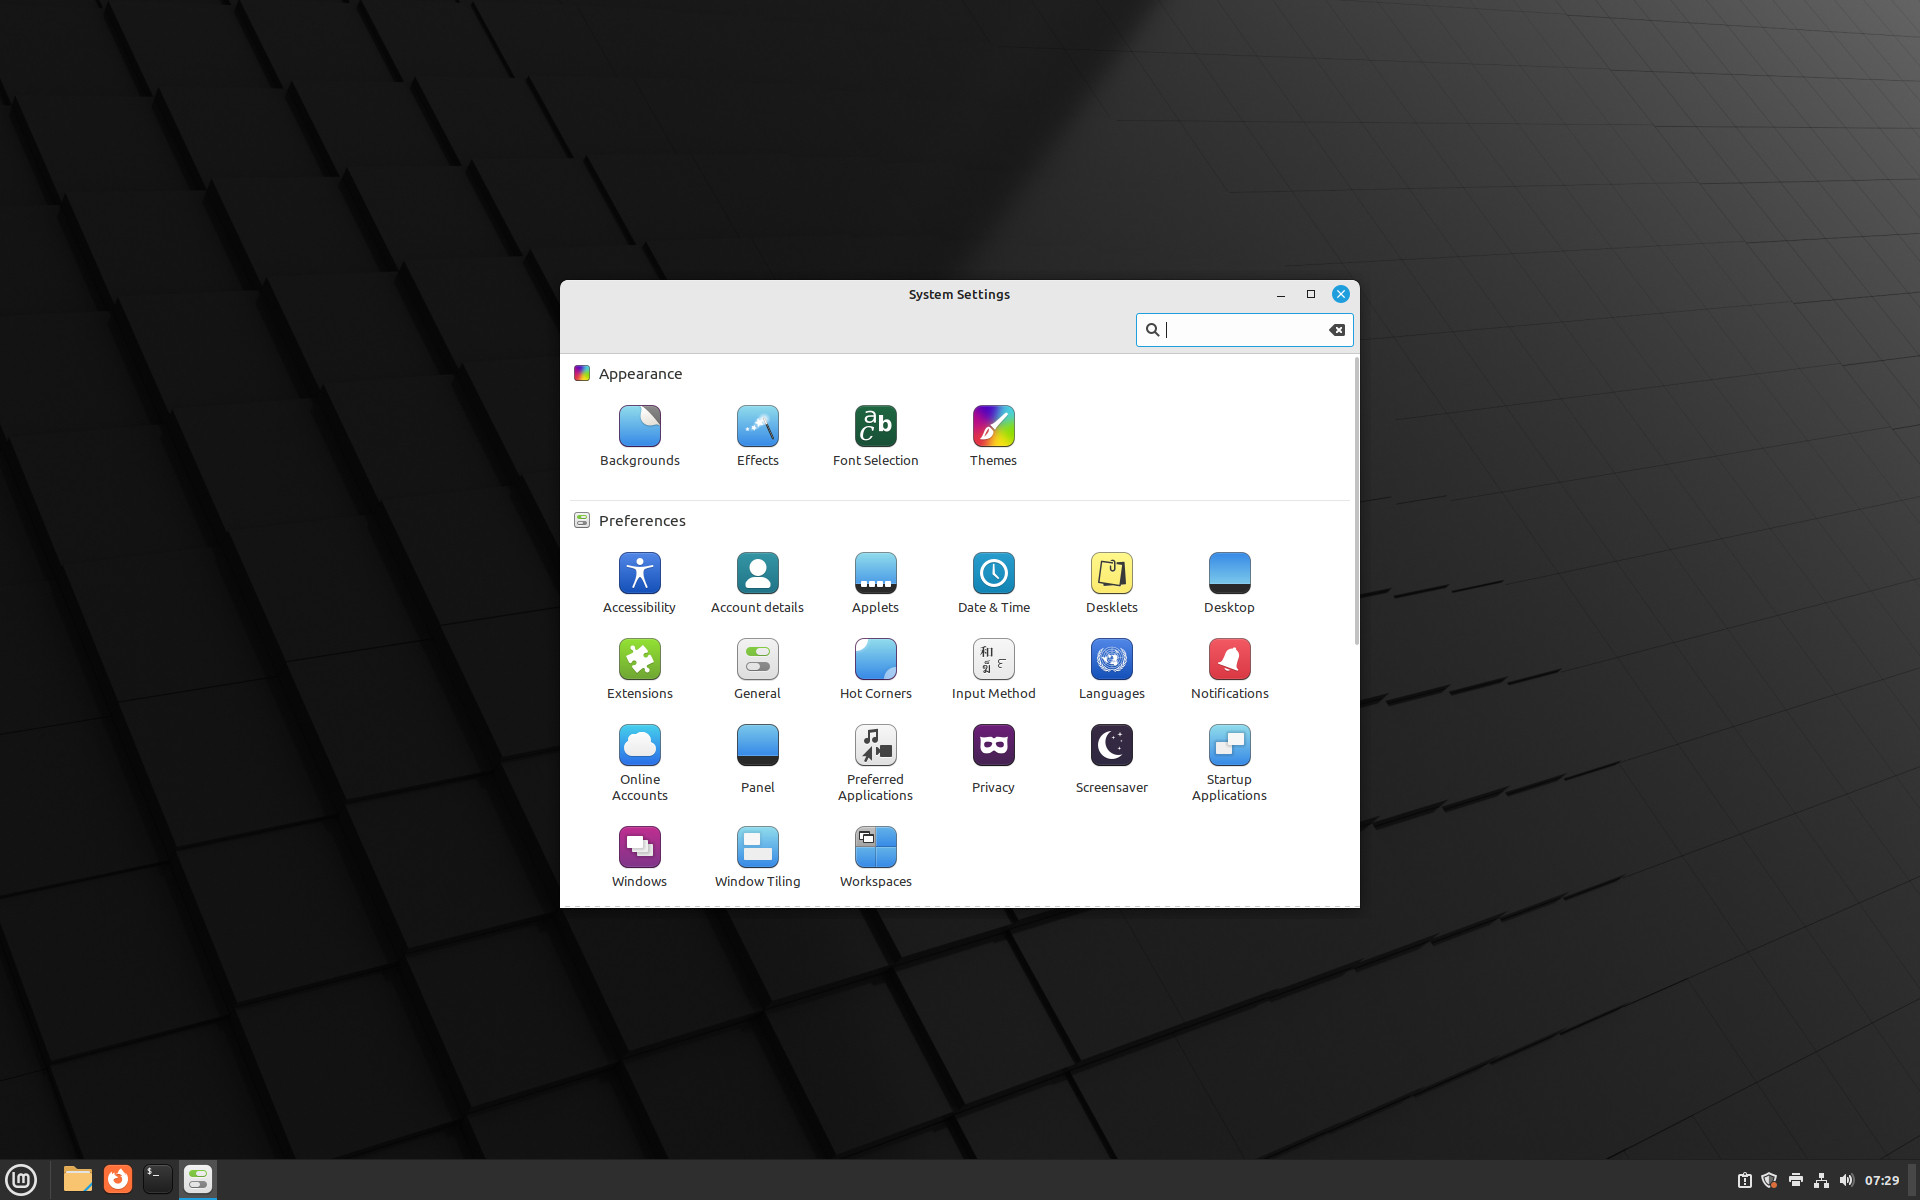 System Settings
Appearance
Backgrounds
Effects
Font Selection
Themes
Preferences
Accessibility
Account details
Applets
Date & Time
Desklets
Desktop
Extensions
General
Hot Corners
Input Method
Languages
Notifications
Online
Accounts
Panel
Preferred
Applications
Privacy
Screensaver
Startup
Applications
Windows
Window Tiling
Workspaces
07:29